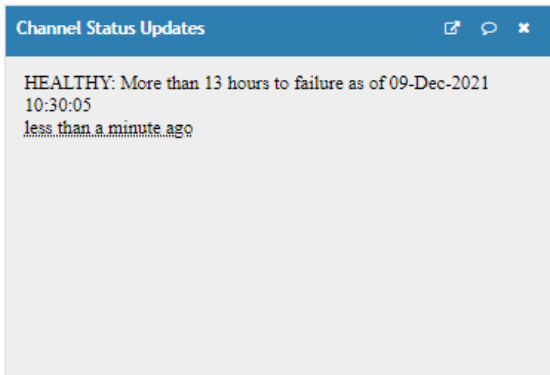 Channel Status Updates
HEALTHY: More than 13 hours to failure as of 09-Dec-2021
10:30:05
less than a minute ago